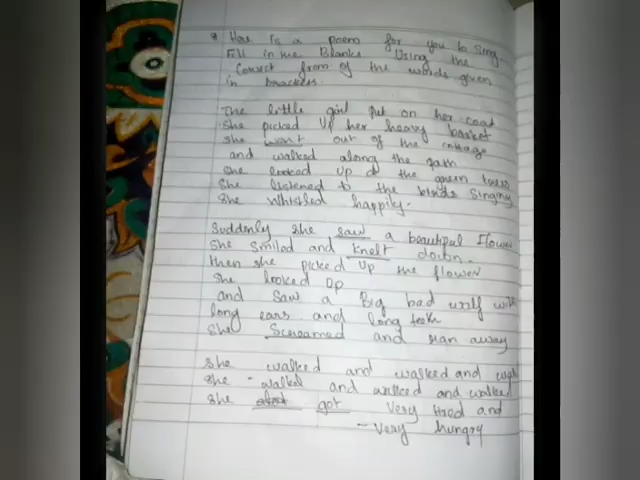 Here is a poem for you to sing.
Fill in the Blanks Using the
Correct from of the words given
in brackets.
The little girl Put on her coat
She picked up her heavy basket
She went out of the cottage
and walked along the path
She looked up at the green trees
She listened to the birds singing
She whistled happily.
Suddenly she saw a beautiful flower
She smiled and knelt down.
then she picked up the flower
She looked up
and saw a Big bad wolf with
long ears and long teeth
She Screamed and ran away
She walked and walked and
She walked and walked and walked
She got very tired and
- very hungry